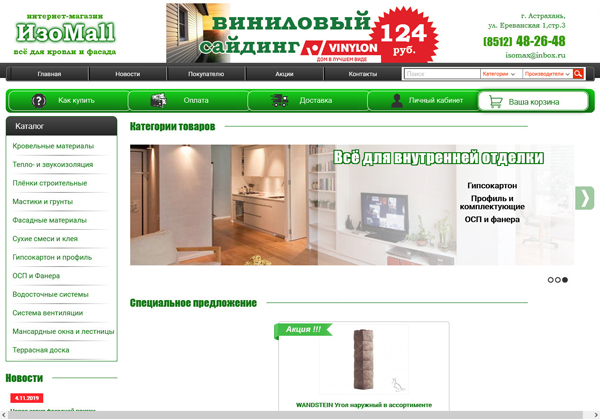 интернет-магазин
ИзоMall
всё для кровли и фасада
ВИНИЛОВЫЙ
сайдинг
VINYLON
ДОМ В ЛУЧШЕМ ВИДЕ
124
руб.
г. Астрахань,
ул. Ереванская 1,стр.3
(8512) 48-26-48
isomax@inbox.ru
Главная
Новости
Покупателю
Акции
Контакты
Поиск
Категории
Производители
Как купить
Оплата
Доставка
Личный кабинет
Ваша корзина
Каталог
Кровельные материалы
Тепло- и звукоизоляция
Плёнки строительные
Мастики и грунты
Фасадные материалы
Сухие смеси и клея
Гипсокартон и профиль
ОСП и Фанера
Водосточные системы
Система вентиляции
Мансардные окна и лестницы
Террасная доска
Новости
4.11.2019
Категории товаров
Всё для внутренней отделки
Гипсокартон
Профиль и
комплектующие
ОСП и фанера
Специальное предложение
Акция !!!
WANDSTEIN Угол наружный в ассортименте